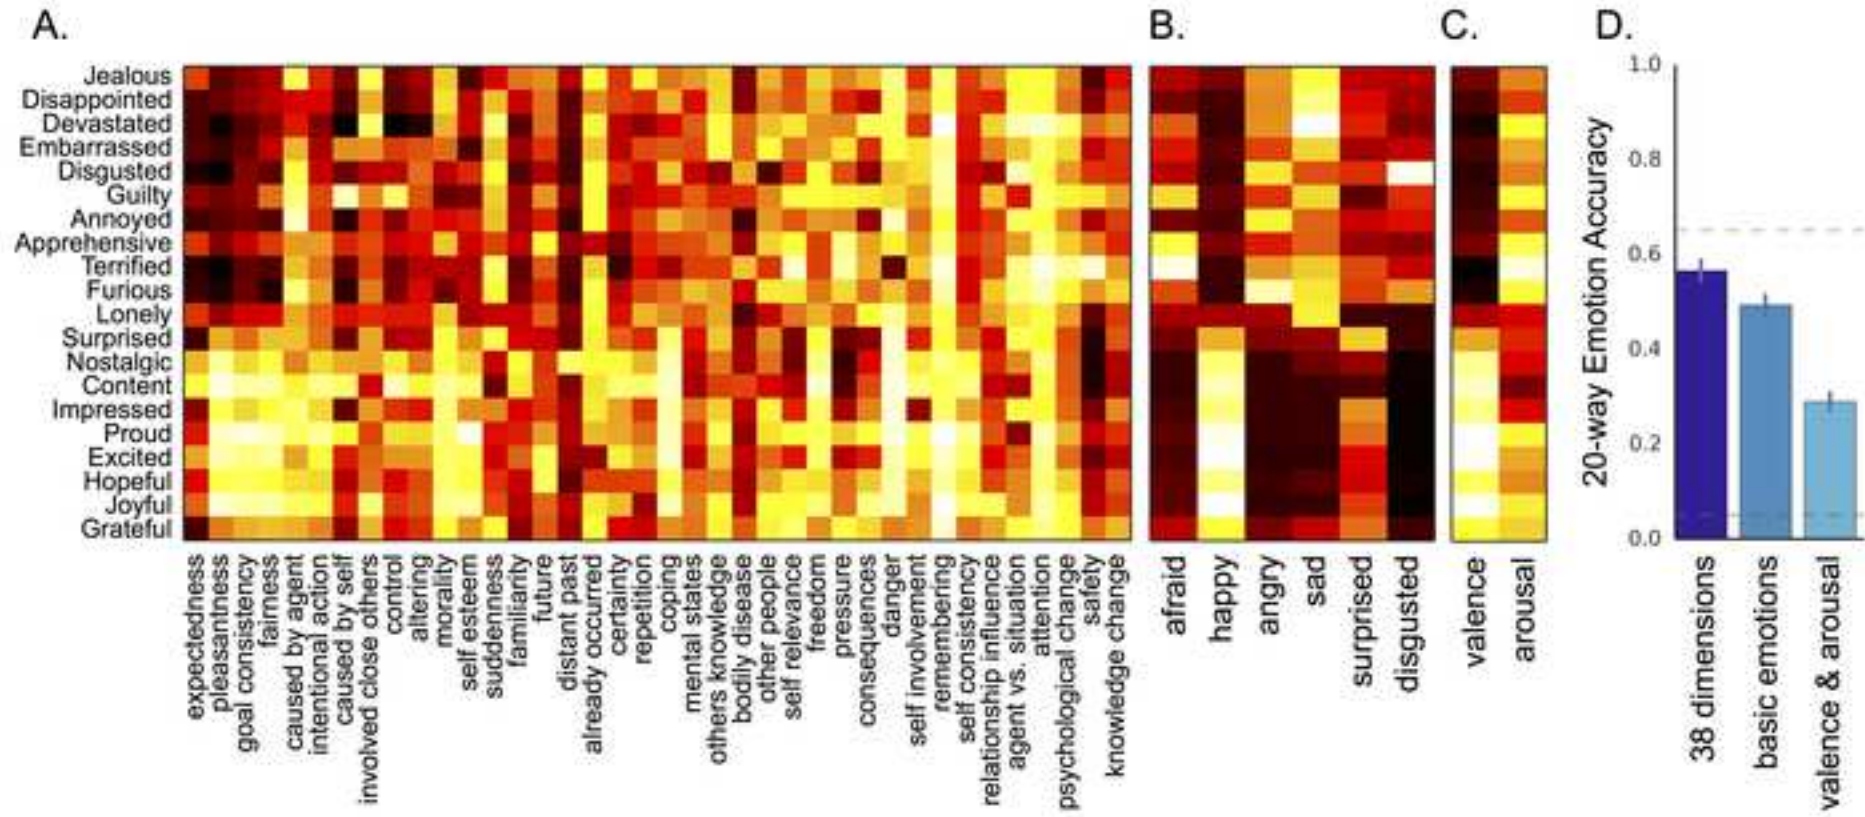 A.
Jealous
Disappointed
Devastated
Embarrassed
Disgusted
Guilty
Annoyed
Apprehensive
Terrified
Furious
Lonely
Surprised
Nostalgic
Content
Impressed
Proud
Excited
Hopeful
Joyful
Grateful
expectedness
pleasantness
goal consistency
fairness
caused by agent
intentional action
caused by self
involved close others
control
altering
morality
self esteem
suddenness
familiarity
future
distant past
already occurred
certainty
repetition
coping
mental states
others knowledge
bodily disease
other people
self relevance
freedom
pressure
consequences
danger
self involvement
remembering
self consistency
relationship influence
agent vs. situation
attention
psychological change
safety
knowledge change
B.
afraid
happy
angry
sad
surprised
disgusted
C.
valence
arousal
D.
20-way Emotion Accuracy
1.0
0.8
0.6
0.4
0.2
0.0
38 dimensions
basic emotions
valence & arousal